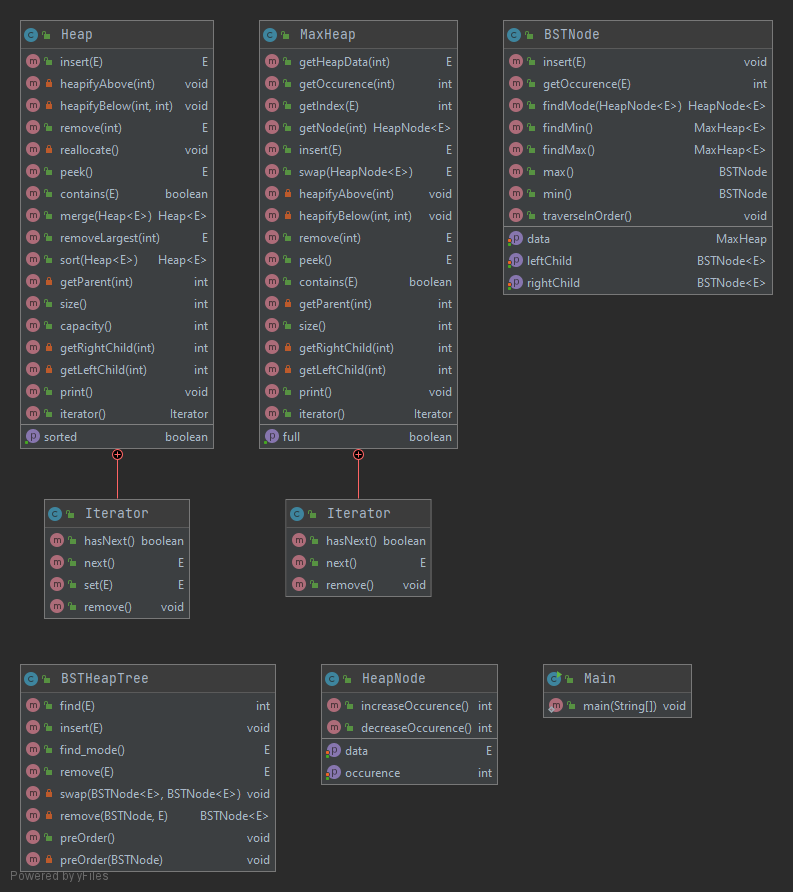 Heap
insert(E) E
heapifyAbove(int) void
heapifyBelow(int, int) void
remove(int) E
reallocate() void
peek() E
contains(E) boolean
merge(Heap<E>) Heap<E>
removeLargest(int) E
sort(Heap<E>) Heap<E>
getParent(int) int
size() int
capacity() int
getRightChild(int) int
getLeftChild(int) int
print() void
iterator() Iterator
sorted boolean
MaxHeap
getHeapData(int) E
getOccurence(int) int
getIndex(E) int
getNode(int) HeapNode<E>
insert(E) E
swap(HeapNode<E>) E
heapifyAbove(int) void
heapifyBelow(int, int) void
remove(int) E
peek() E
contains(E) boolean
getParent(int) int
size() int
getRightChild(int) int
getLeftChild(int) int
print() void
iterator() Iterator
full boolean
BSTNode
insert(E) void
getOccurence(E) int
findMode(HeapNode<E>) HeapNode<E>
findMin() MaxHeap<E>
findMax() MaxHeap<E>
max() BSTNode
min() BSTNode
traverseInOrder() void
data MaxHeap
leftChild BSTNode<E>
rightChild BSTNode<E>
Iterator
hasNext() boolean
next() E
set(E) E
remove() void
Iterator
hasNext() boolean
next() E
remove() void
BSTHeapTree
find(E) int
insert(E) void
find_mode() E
remove(E) E
swap(BSTNode<E>, BSTNode<E>) void
remove(BSTNode, E) BSTNode<E>
preOrder() void
preOrder(BSTNode) void
HeapNode
increaseOccurence() int
decreaseOccurence() int
data E
occurence int
Main
main(String[]) void
Powered by yFiles